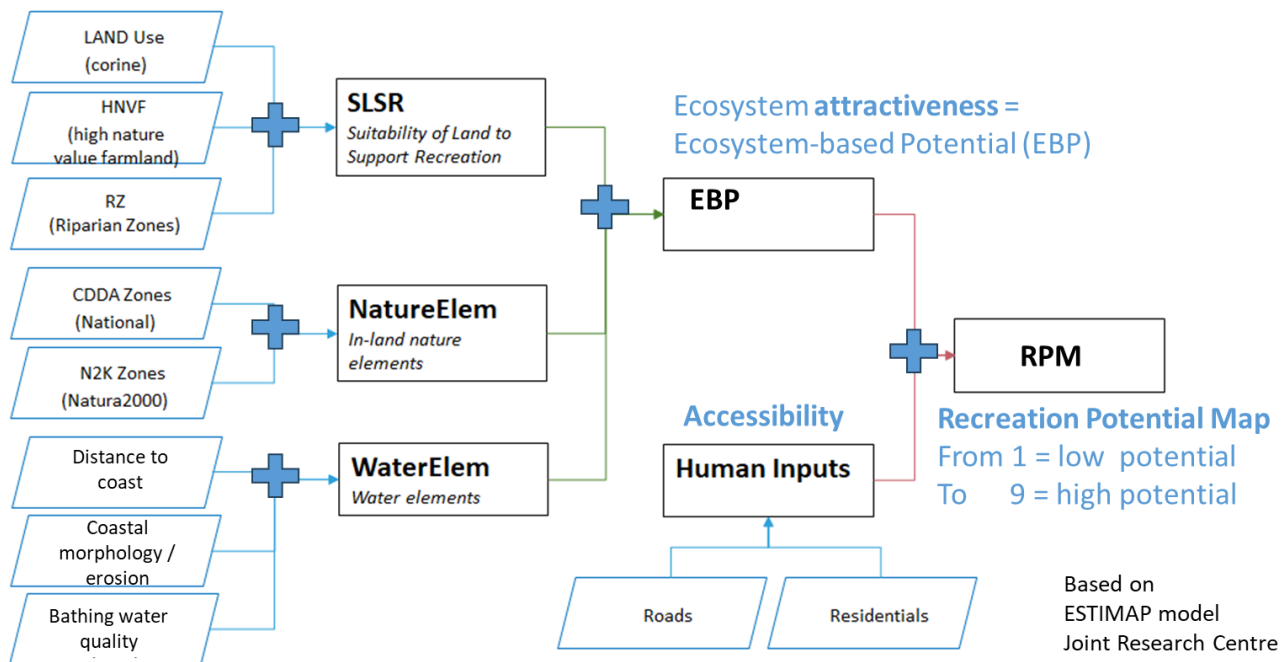 LAND Use
(corine)
HNVF
(high nature
value farmland)
RZ
(Riparian Zones)
SLSR
Suitability of Land to
Support Recreation
Ecosystem attractiveness =
Ecosystem-based Potential (EBP)
EBP
CDDA Zones
(National)
N2K Zones
(Natura2000)
NatureElem
In-land nature
elements
RPM
Recreation Potential Map
From 1 = low potential
To 9 = high potential
Distance to
coast
Coastal
morphology /
erosion
Bathing water
quality
WaterElem
Water elements
Accessibility
Human Inputs
Roads
Residentials
Based on
ESTIMAP model
Joint Research Centre